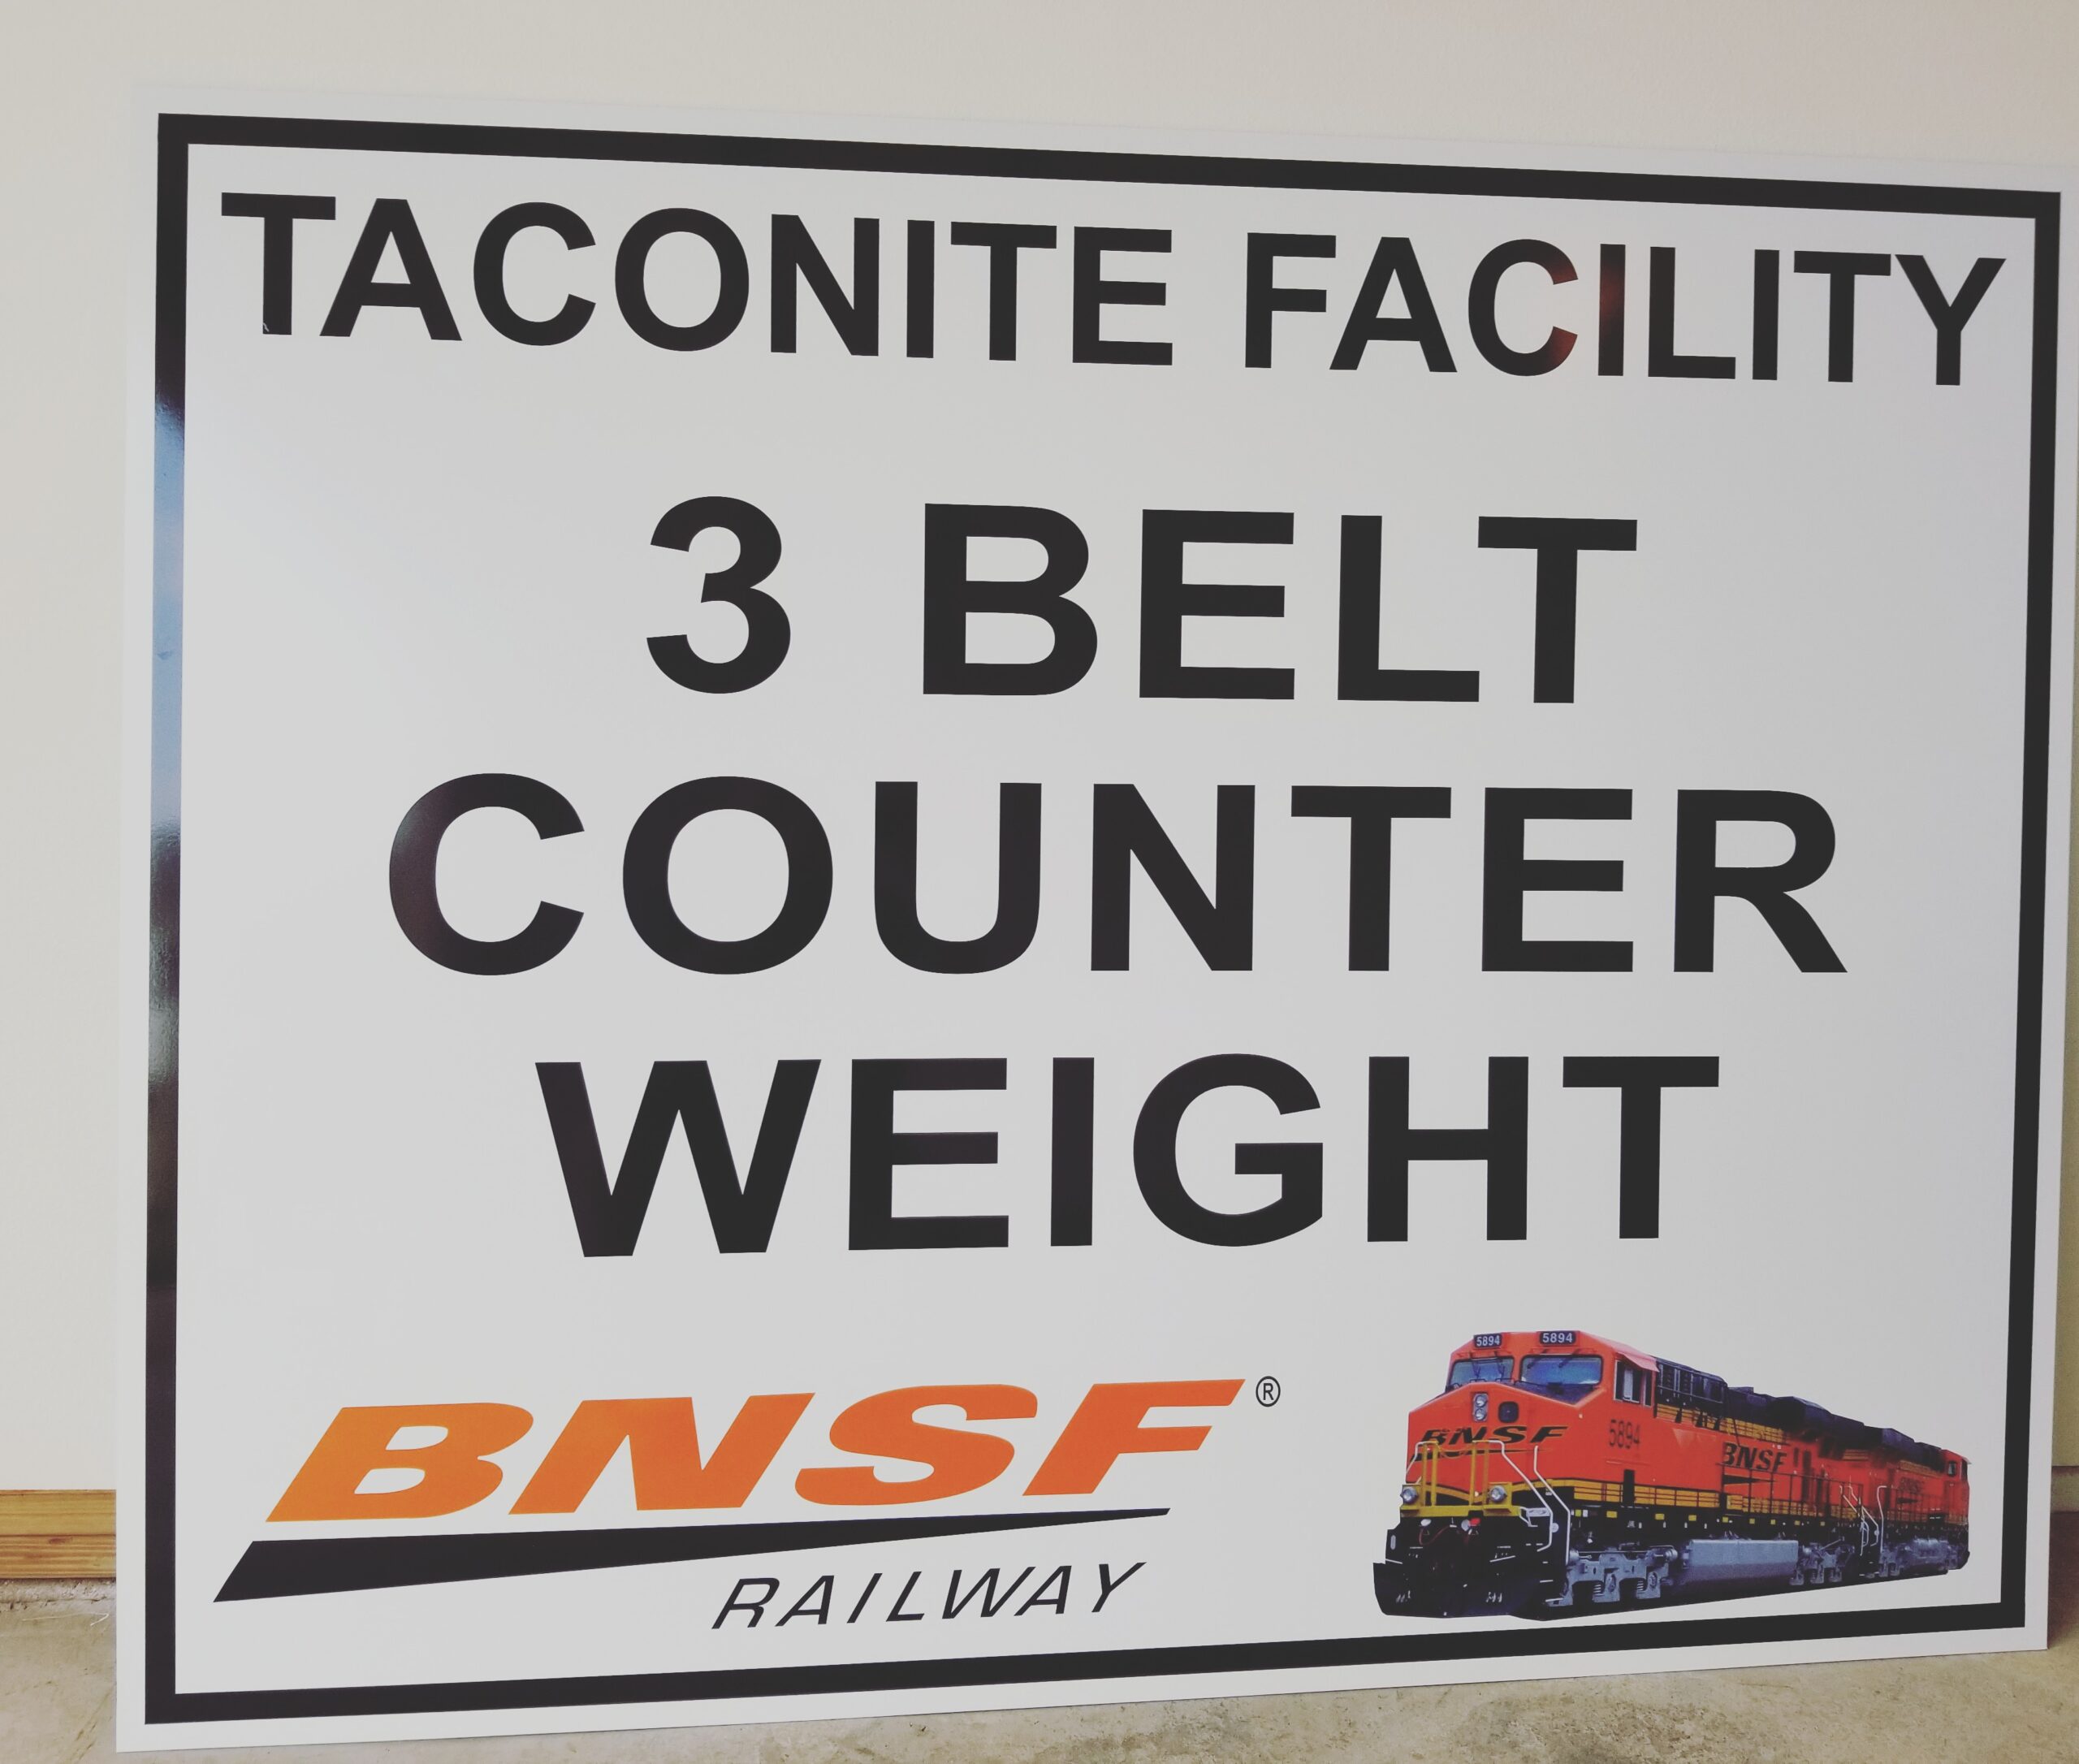 TACONITE FACILITY
3 BELT
COUNTER
WEIGHT
BNSF®
RAILWAY
5894 5894
BNSF 5894 BNSF